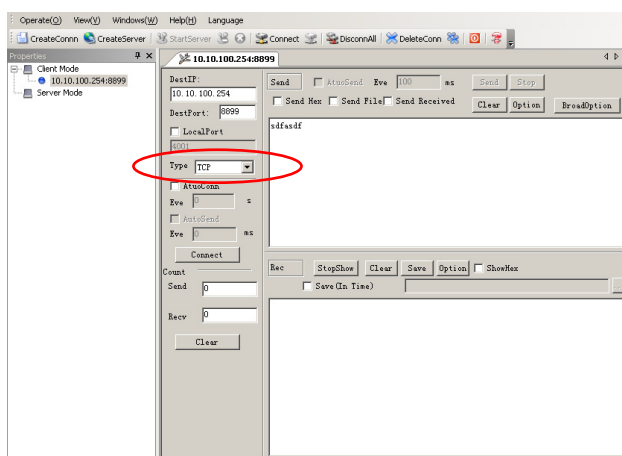 Operate(O) View(V) Windows(W) Help(H) Language
CreateConnn CreateServer StartServer Connect DisconnAll DeleteConn
Properties
Client Mode
10.10.100.254:8899
Server Mode
10.10.100.254:8899
DestIP:
10.10.100.254
DestPort: 8899
LocalPort
4001
Type TCP
AtuoConn
Eve 0 s
AutoSend
Eve 0 ms
Connect
Count
Send 0
Recv 0
Clear
Send AtuoSend Eve 100 ms Send Stop
Send Hex Send File Send Received Clear Option BroadOption
sdfasdf
Rec StopShow Clear Save Option ShowHex
Save(In Time) ...